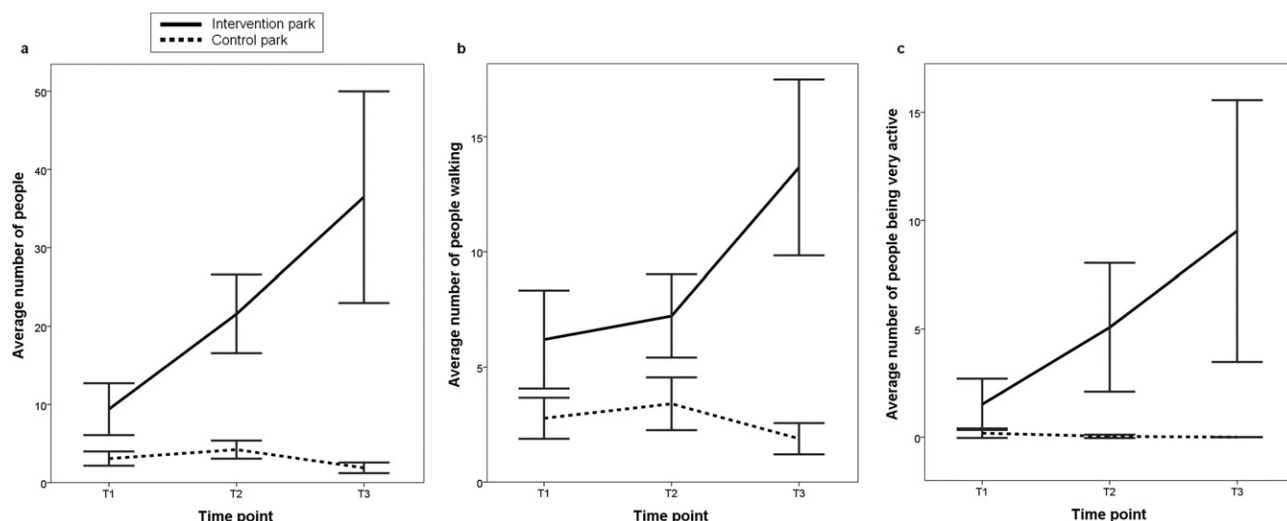 Intervention park
Control park
a
b
c
Average number of people
50
40
30
20
10
0
T1
T2
T3
Time point
Average number of people walking
15
10
5
0
T1
T2
T3
Time point
Average number of people being very active
15
10
5
0
T1
T2
T3
Time point